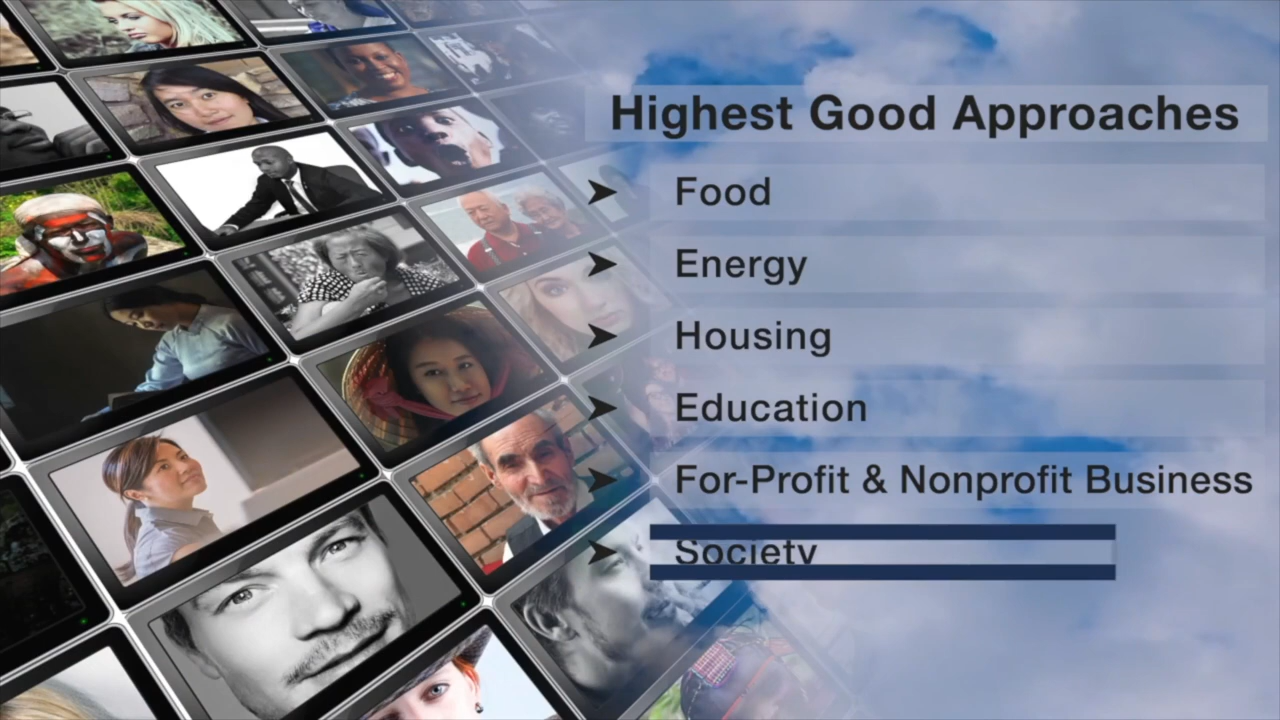 Highest Good Approaches
Food
Energy
Housing
Education
For-Profit & Nonprofit Business
Society